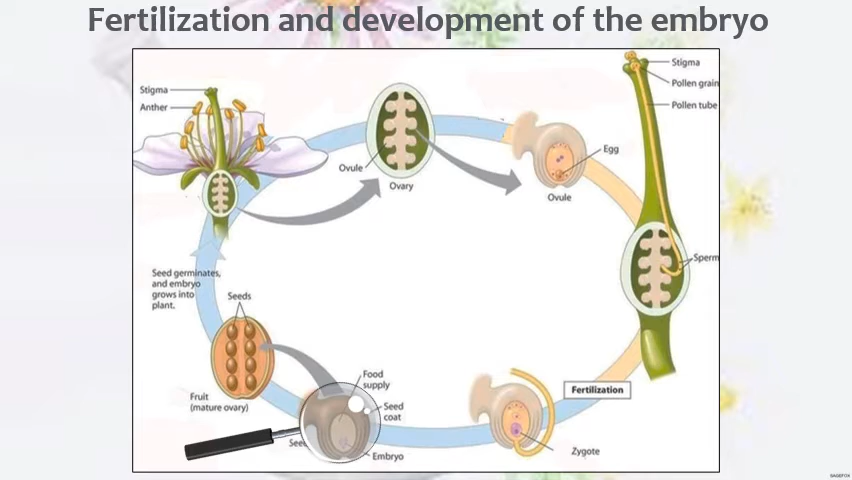 Fertilization and development of the embryo
Stigma
Anther
Ovule
Ovary
Egg
Ovule
Stigma
Pollen grain
Pollen tube
Sperm
Seed germinates,
and embryo
grows into
plant.
Seeds
Fruit
(mature ovary)
Food
supply
Seed
coat
Embryo
Fertilization
Zygote
SAGEFOX